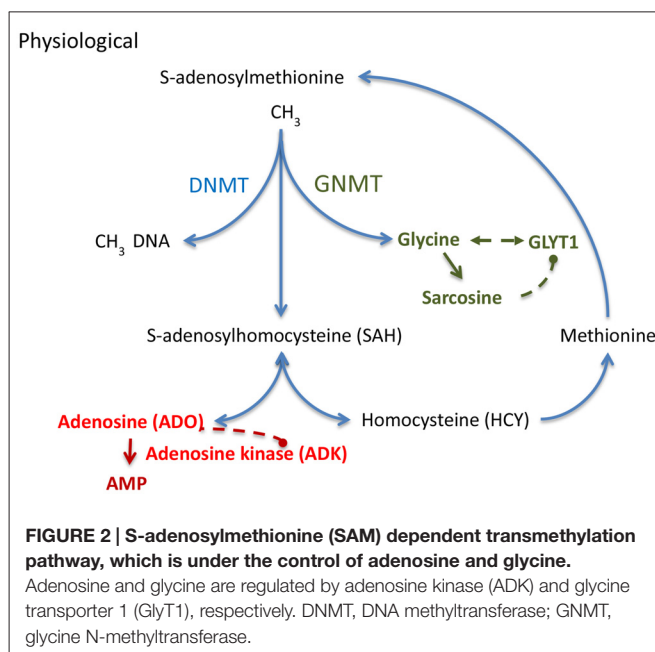 Physiological
S-adenosylmethionine
CH3
DNMT GNMT
CH3 DNA
Glycine GLYT1
Sarcosine
S-adenosylhomocysteine (SAH) Methionine
Adenosine (ADO) Homocysteine (HCY)
Adenosine kinase (ADK)
AMP
FIGURE 2 | S-adenosylmethionine (SAM) dependent transmethylation
pathway, which is under the control of adenosine and glycine.
Adenosine and glycine are regulated by adenosine kinase (ADK) and glycine
transporter 1 (GlyT1), respectively. DNMT, DNA methyltransferase; GNMT,
glycine N-methyltransferase.